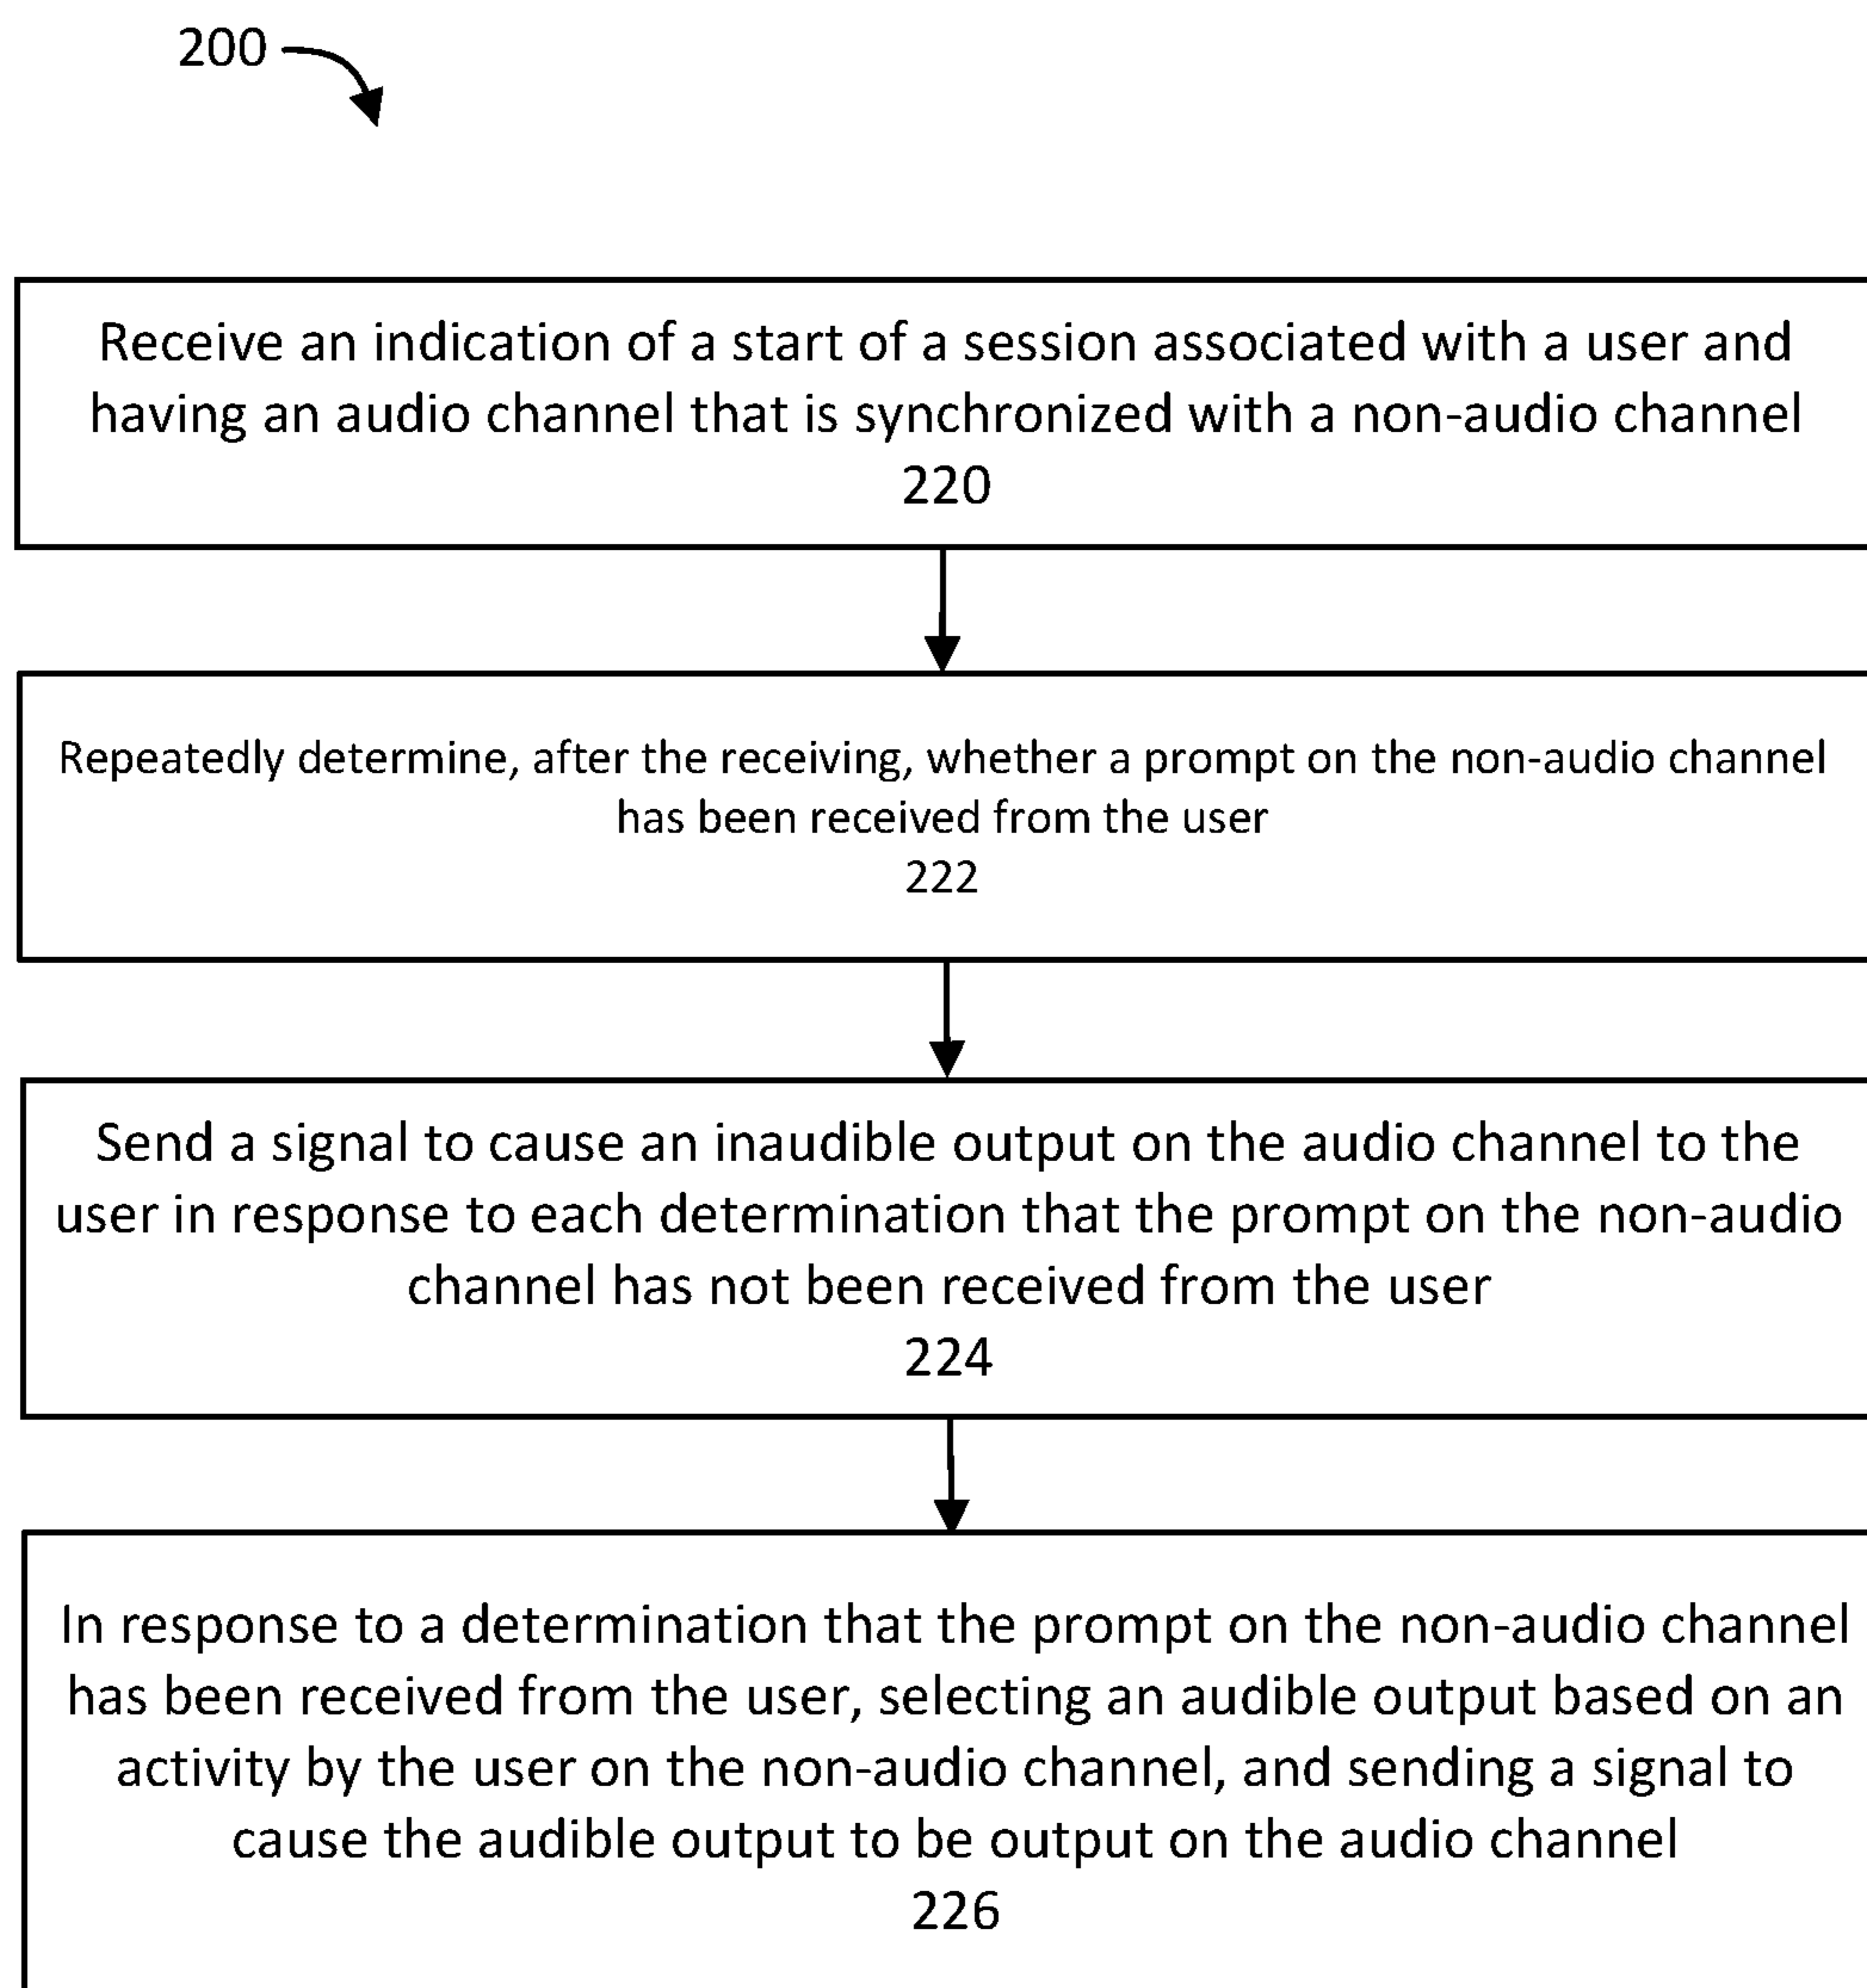 200
Receive an indication of a start of a session associated with a user and
having an audio channel that is synchronized with a non-audio channel
220
Repeatedly determine, after the receiving, whether a prompt on the non-audio channel
has been received from the user
222
Send a signal to cause an inaudible output on the audio channel to the
user in response to each determination that the prompt on the non-audio
channel has not been received from the user
224
In response to a determination that the prompt on the non-audio channel
has been received from the user, selecting an audible output based on an
activity by the user on the non-audio channel, and sending a signal to
cause the audible output to be output on the audio channel
226